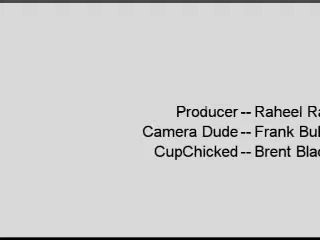 Producer -- Raheel
Camera Dude -- Frank
CupChicked -- Brent